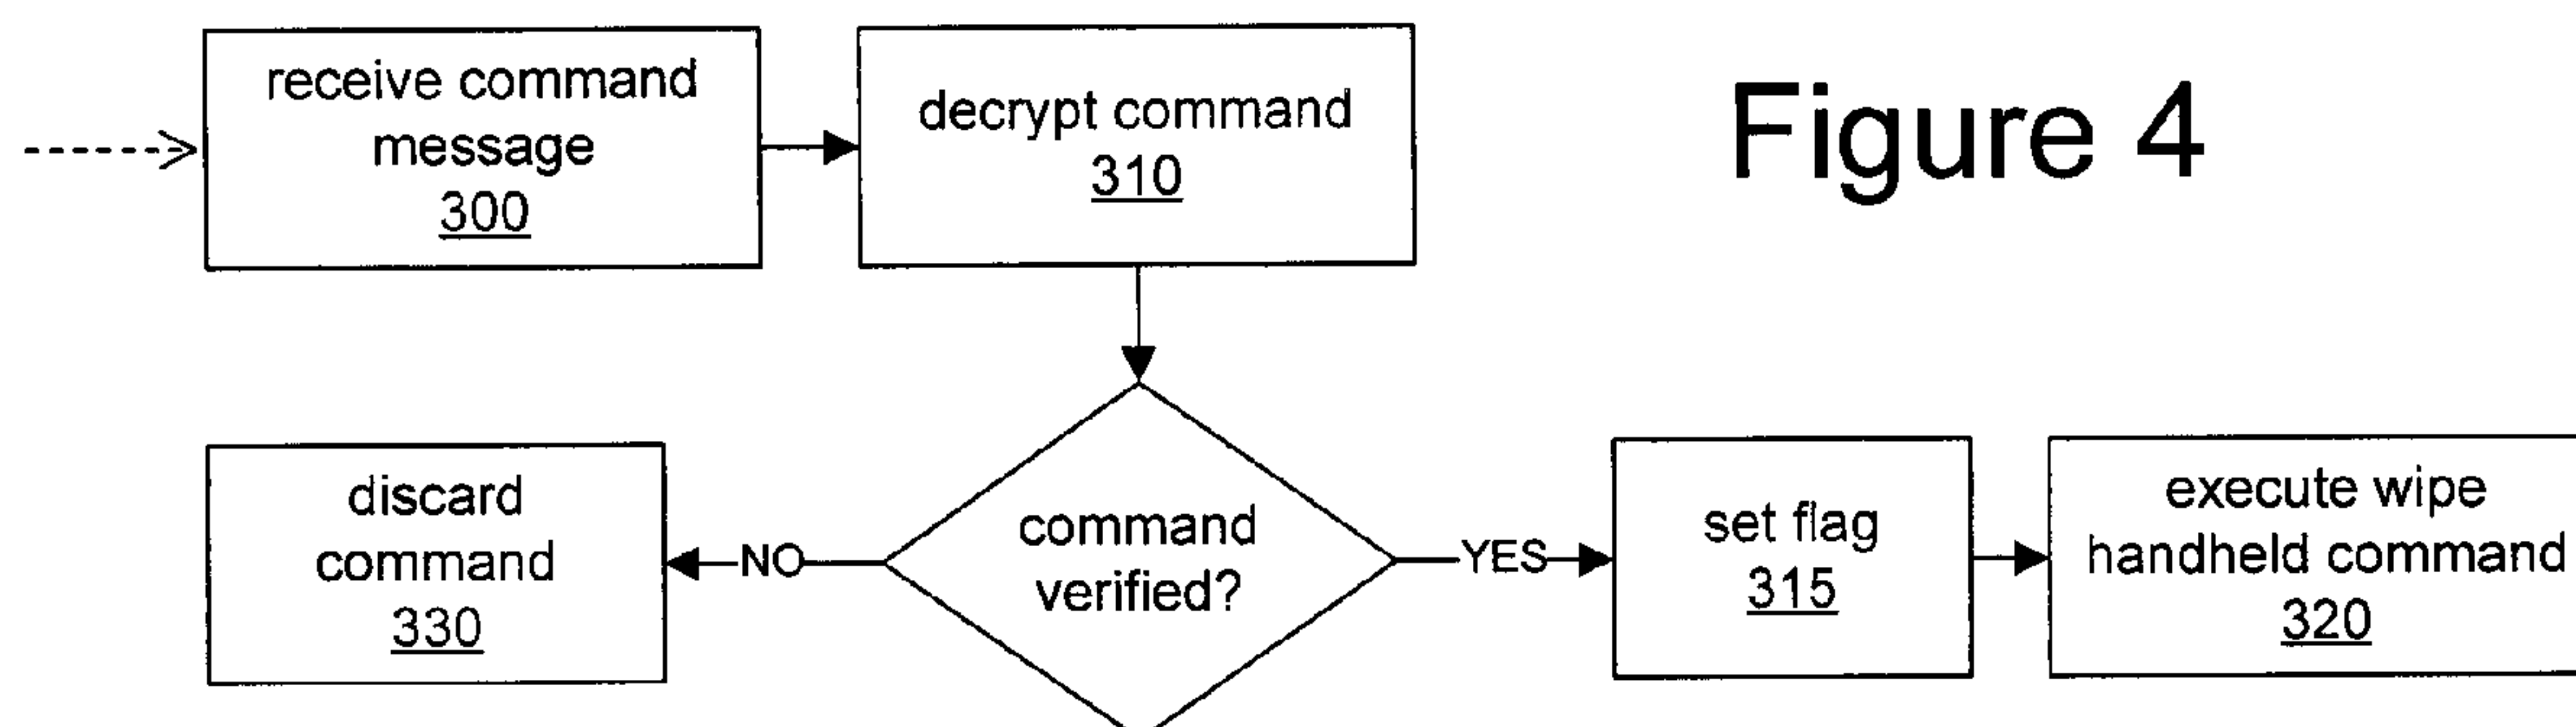 receive command
message
300
decrypt command
310
Figure 4
discard
command
330
NO
command
verified?
YES
set flag
315
execute wipe
handheld command
320